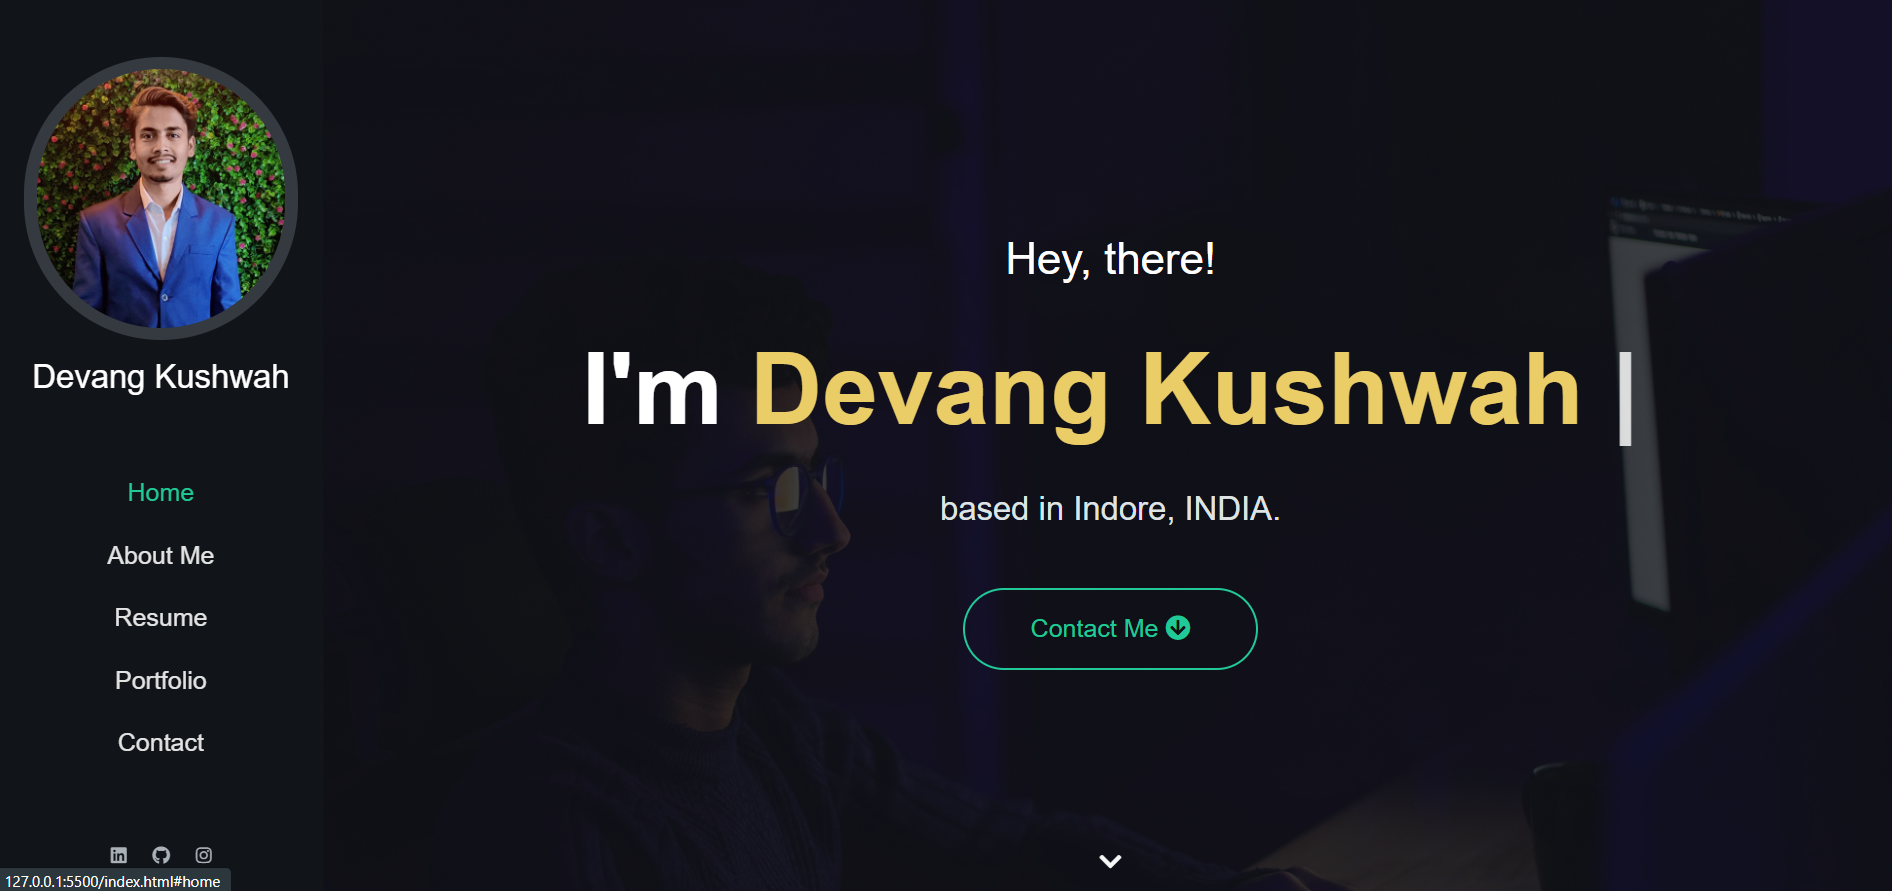 Devang Kushwah
Home
About Me
Resume
Portfolio
Contact
Hey, there!
I'm Devang Kushwah |
based in Indore, INDIA.
Contact Me
127.0.0.1:5500/index.html#home